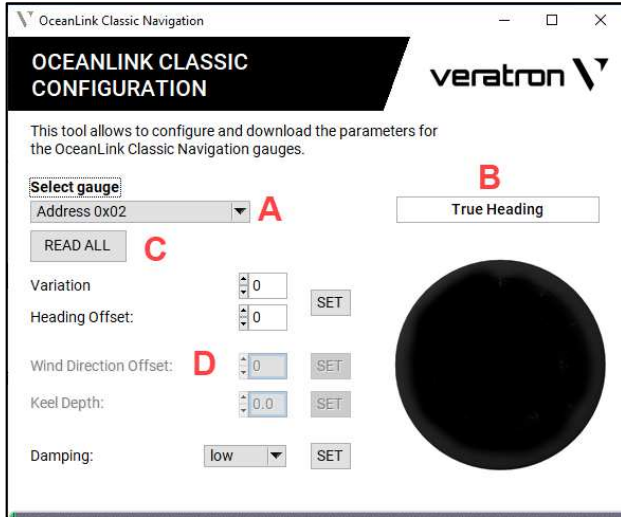 OceanLink Classic Navigation
OCEANLINK CLASSIC
CONFIGURATION
veratron
This tool allows to configure and download the parameters for
the OceanLink Classic Navigation gauges.
Select gauge
B
Address 0x02
A
True Heading
READ ALL
C
Variation
0
SET
Heading Offset:
0
Wind Direction Offset:
D
0
SET
Keel Depth:
0.0
SET
Damping:
low
SET